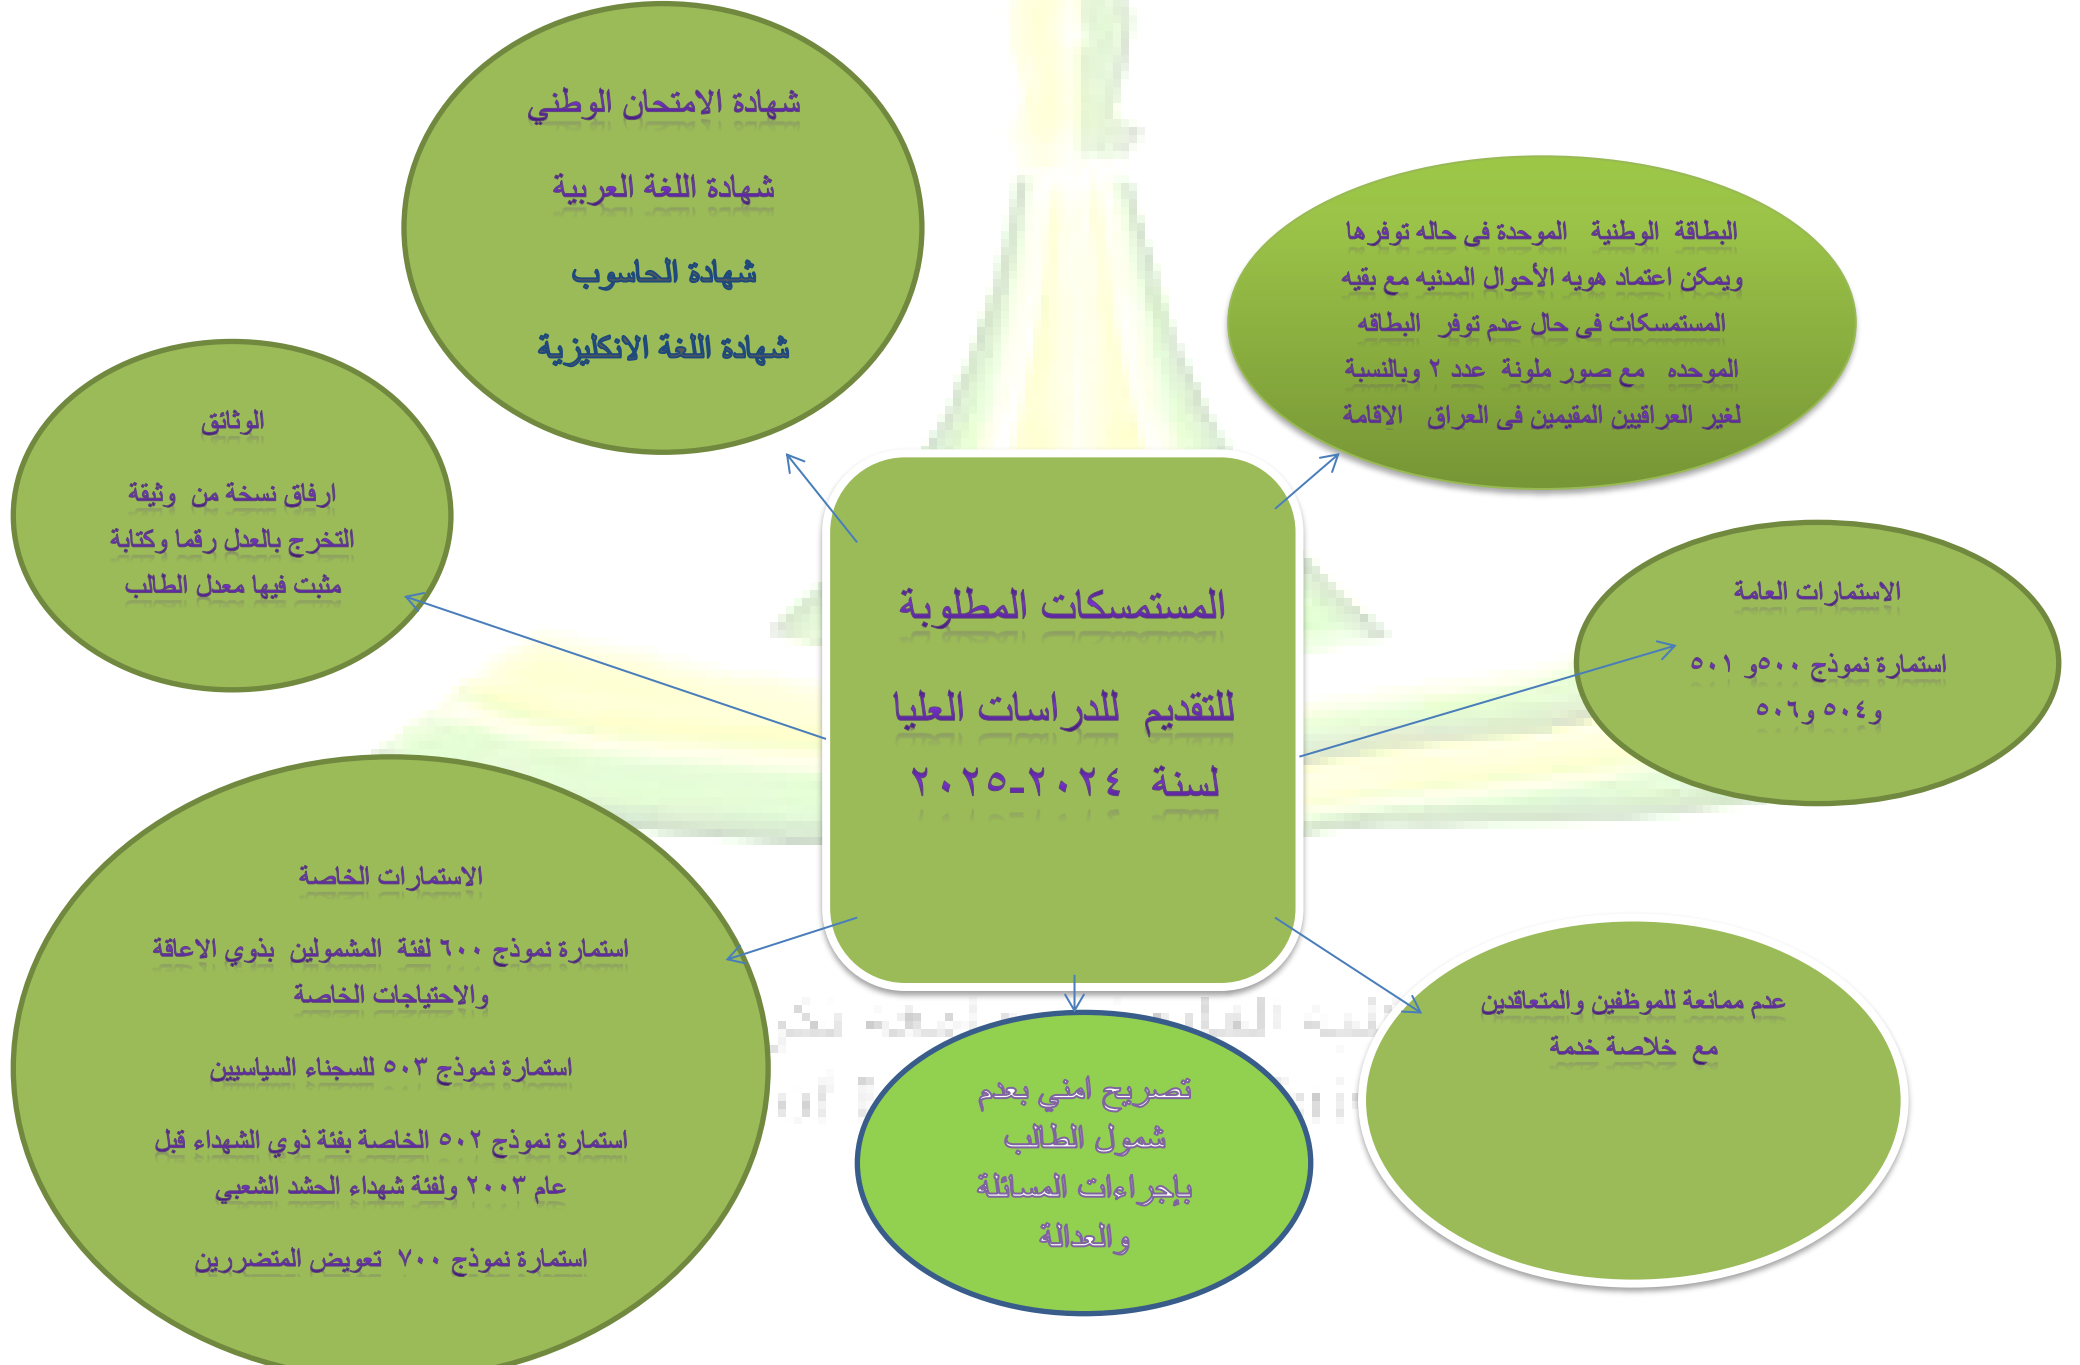 شهادة الامتحان الوطني
شهادة اللغة العربية
شهادة الحاسوب
شهادة اللغة الانكليزية
البطاقة الوطنية الموحدة في حاله توفرها
ويمكن اعتماد هويه الأحوال المدنيه مع بقيه
المستمسكات في حال عدم توفر البطاقه
الموحده مع صور ملونة عدد ٢ وبالنسبة
لغير العراقيين المقيمين في العراق الإقامة
الوثائق
ارفاق نسخة من وثيقة
التخرج بالعدل رقما وكتابة
مثبت فيها معدل الطالب
المستمسكات المطلوبة
للتقديم للدراسات العليا
لسنة ٢٠٢٤-٢٠٢٥
الاستمارات العامة
استمارة نموذج ٥٠٠و ٥٠١
و٥٠٤ و٥٠٦
الاستمارات الخاصة
استمارة نموذج ٦٠٠ لفئة المشمولين بذوي الاعاقة
والاحتياجات الخاصة
استمارة نموذج ٥٠٣ للسجناء السياسيين
استمارة نموذج ٥٠٢ الخاصة بفئة ذوي الشهداء قبل
عام ٢٠٠٣ ولفئة شهداء الحشد الشعبي
استمارة نموذج ٧٠٠ تعويض المتضررين
تصريح امني بعدم
شمول الطالب
بإجراءات المسائلة
والعدالة
عدم ممانعة للموظفين والمتعاقدين
مع خلاصة خدمة